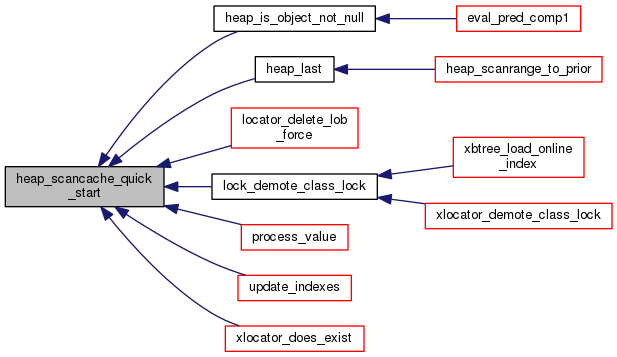 heap_scancache_quick
_start
heap_is_object_not_null
eval_pred_comp1
heap_last
heap_scanrange_to_prior
locator_delete_lob
_force
lock_demote_class_lock
xbtree_load_online
_index
xlocator_demote_class_lock
process_value
update_indexes
xlocator_does_exist